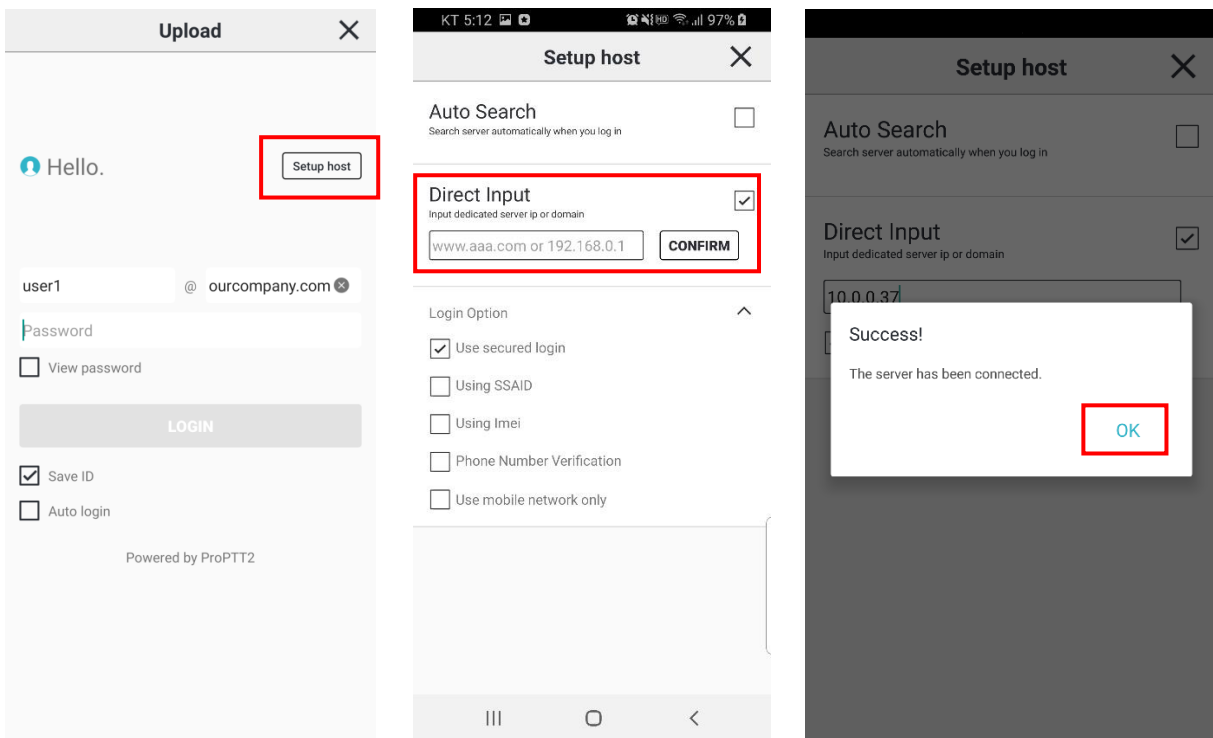 Upload
Hello.
Setup host
user1 @ ourcompany.com
Password
View password
LOGIN
Save ID
Auto login
Powered by ProPTT2
KT 5:12 HD 97%
Setup host
Auto Search
Search server automatically when you log in
Direct Input
Input dedicated server ip or domain
www.aaa.com or 192.168.0.1 CONFIRM
Login Option
Use secured login
Using SSAID
Using Imei
Phone Number Verification
Use mobile network only
Setup host
Auto Search
Search server automatically when you log in
Direct Input
Input dedicated server ip or domain
10.0.0.37
Success!
The server has been connected.
OK